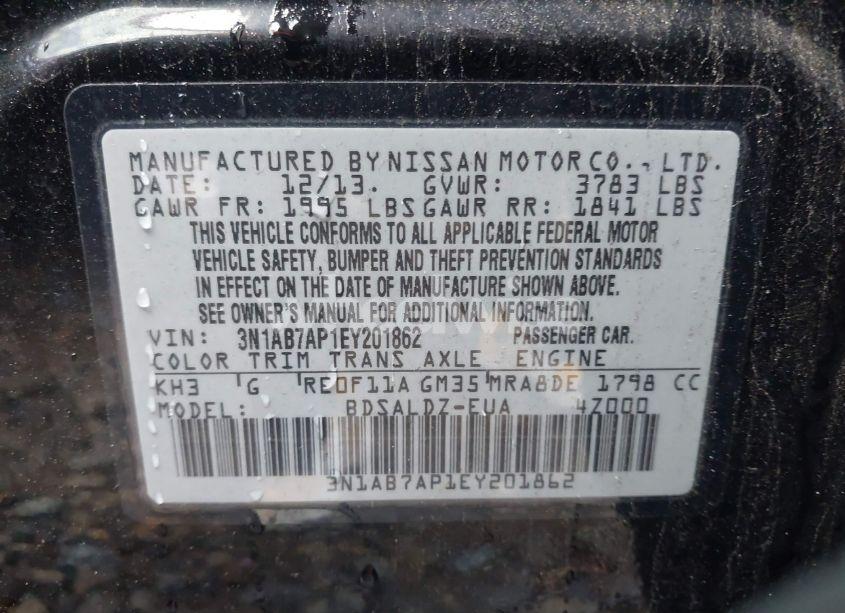 MANUFACTURED BY NISSAN MOTOR CO., LTD.
DATE: 12/13. GVWR: 3783 LBS
GAWR FR: 1995 LBS GAWR RR: 1841 LBS
THIS VEHICLE CONFORMS TO ALL APPLICABLE FEDERAL MOTOR
VEHICLE SAFETY, BUMPER AND THEFT PREVENTION STANDARDS
IN EFFECT ON THE DATE OF MANUFACTURE SHOWN ABOVE.
SEE OWNER'S MANUAL FOR ADDITIONAL INFORMATION.
VIN: 3N1AB7AP1EY201862 PASSENGER CAR.
COLOR TRIM TRANS AXLE ENGINE
KH3 G RE0F11A GM35 MRA8DE 1798 CC
MODEL: BDSALDZ-EUA 4Z000
3N1AB7AP1EY201862